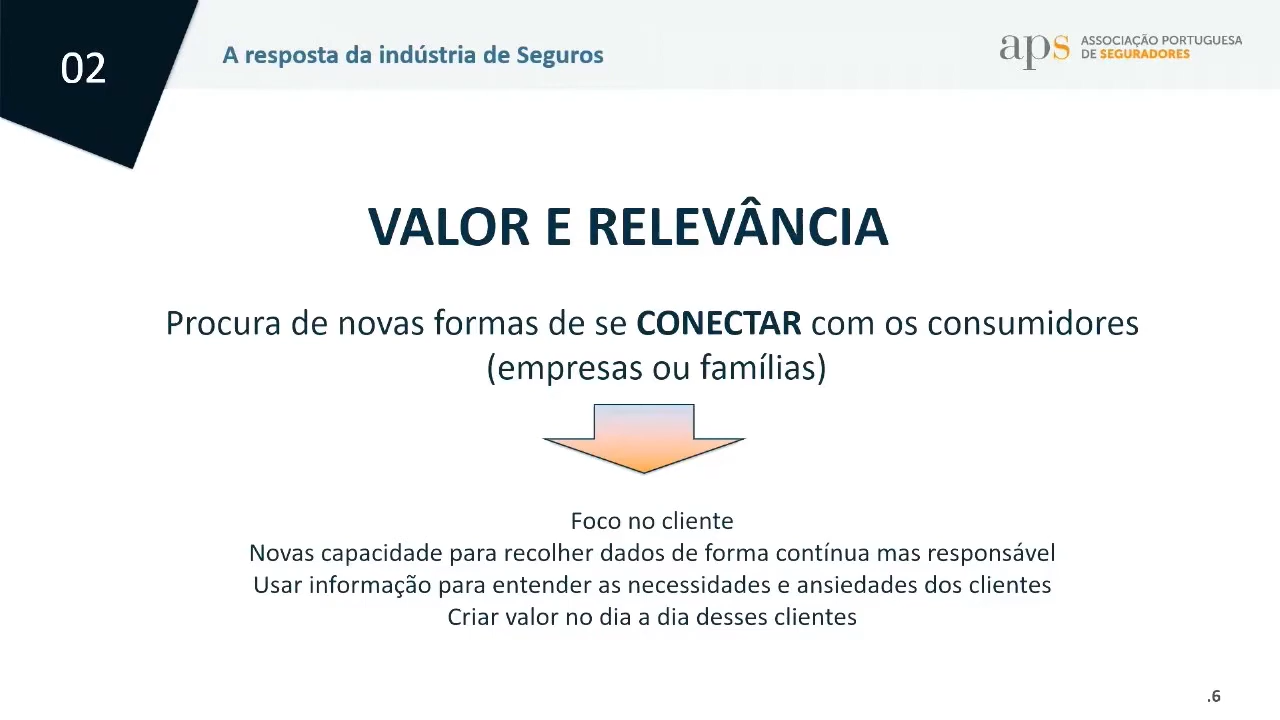 02
A resposta da indústria de Seguros
aps ASSOCIAÇÃO PORTUGUESA
DE SEGURADORES
VALOR E RELEVÂNCIA
Procura de novas formas de se CONECTAR com os consumidores
(empresas ou famílias)
Foco no cliente
Novas capacidade para recolher dados de forma contínua mas responsável
Usar informação para entender as necessidades e ansiedades dos clientes
Criar valor no dia a dia desses clientes
.6